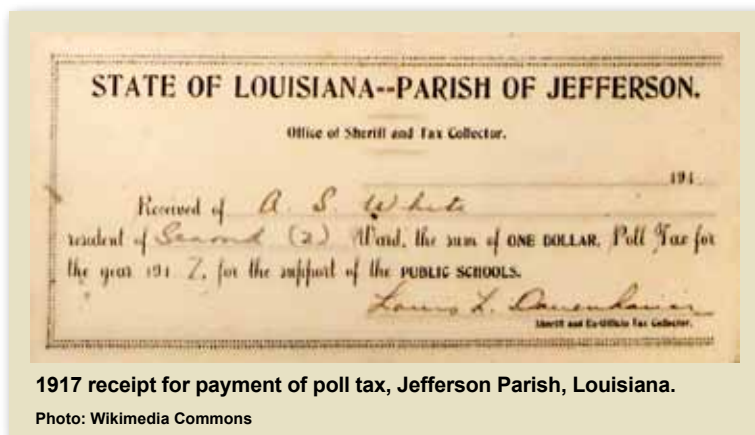 STATE OF LOUISIANA--PARISH OF JEFFERSON.
Office of Sheriff and Tax Collector.
191
Received of A. S. White
resident of Second (2) Ward, the sum of ONE DOLLAR, Poll Tax for
the year 191 7, for the support of the PUBLIC SCHOOLS.
Louis L.
Sheriff and Ex-Officio Tax Collector.
1917 receipt for payment of poll tax, Jefferson Parish, Louisiana.
Photo: Wikimedia Commons